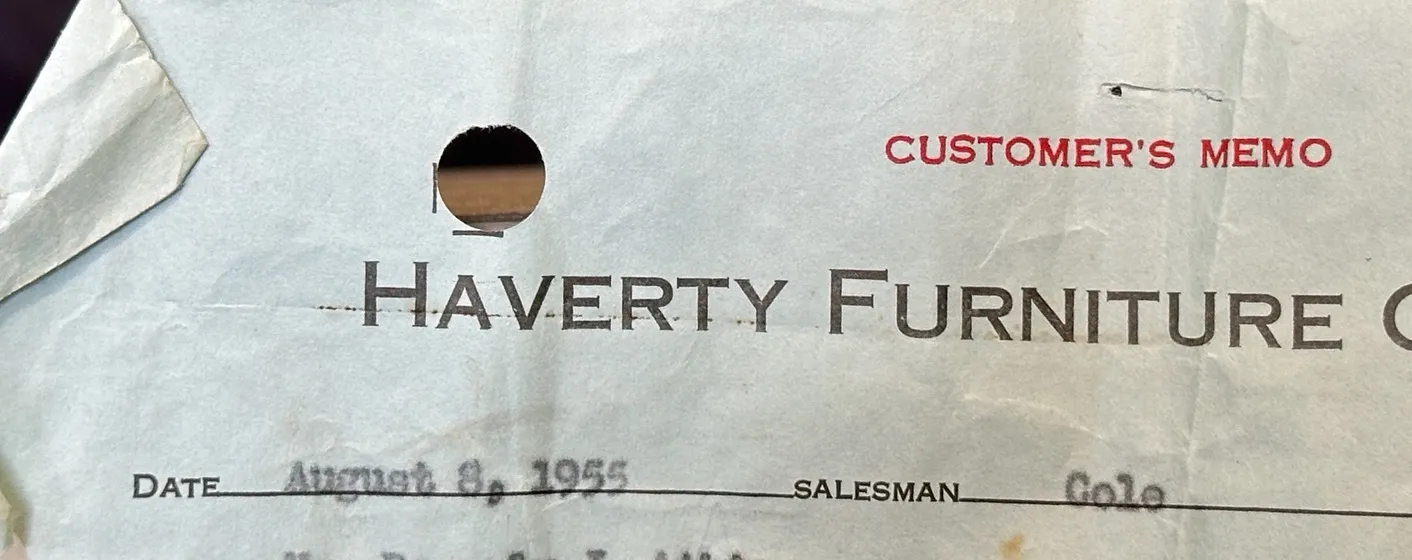 CUSTOMER'S MEMO
HAVERTY FURNITURE
DATE August 8, 1955 SALESMAN Cole